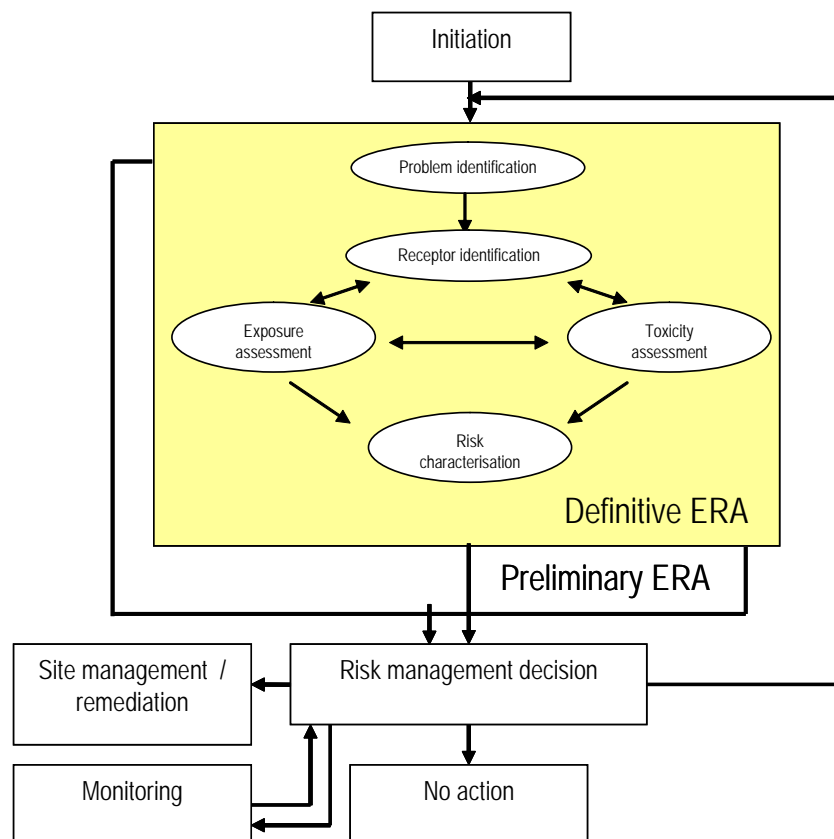 Initiation
Problem identification
Receptor identification
Exposure
assessment
Toxicity
assessment
Risk
characterisation
Definitive ERA
Preliminary ERA
Site management /
remediation
Risk management decision
Monitoring
No action